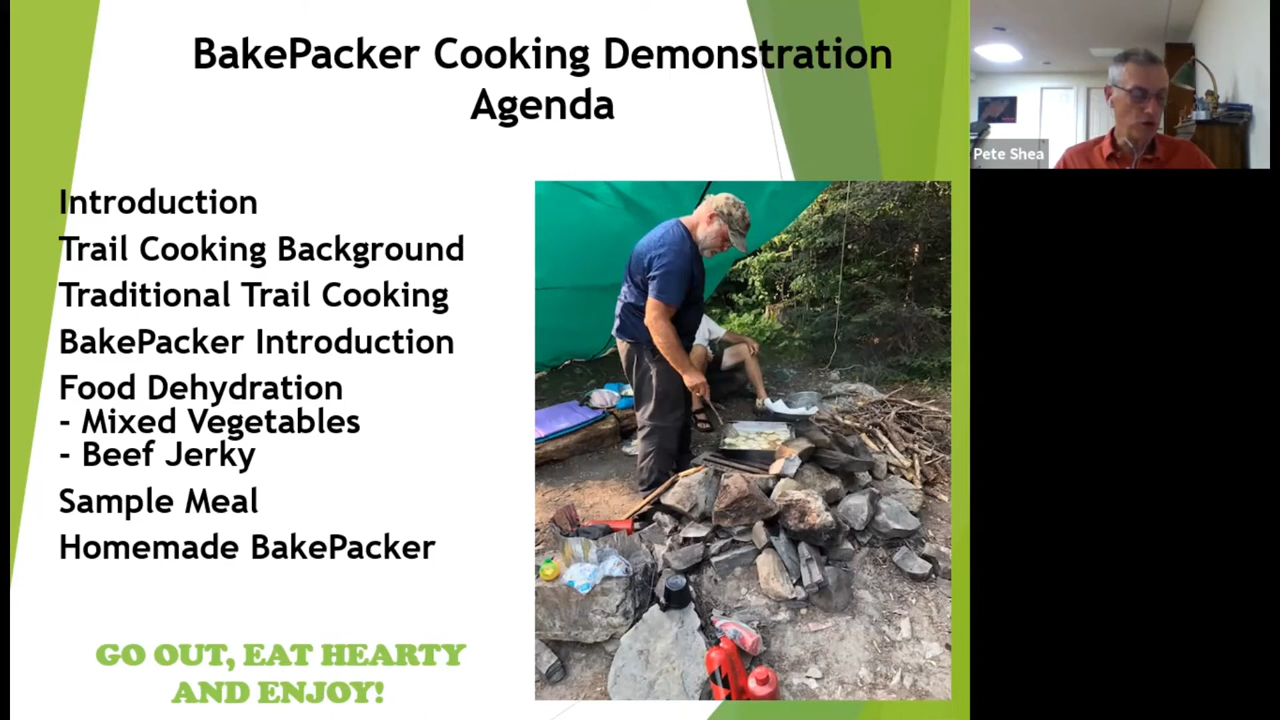 BakePacker Cooking Demonstration
Agenda
Pete Shea
Introduction
Trail Cooking Background
Traditional Trail Cooking
BakePacker Introduction
Food Dehydration
- Mixed Vegetables
- Beef Jerky
Sample Meal
Homemade BakePacker
GO OUT, EAT HEARTY
AND ENJOY!